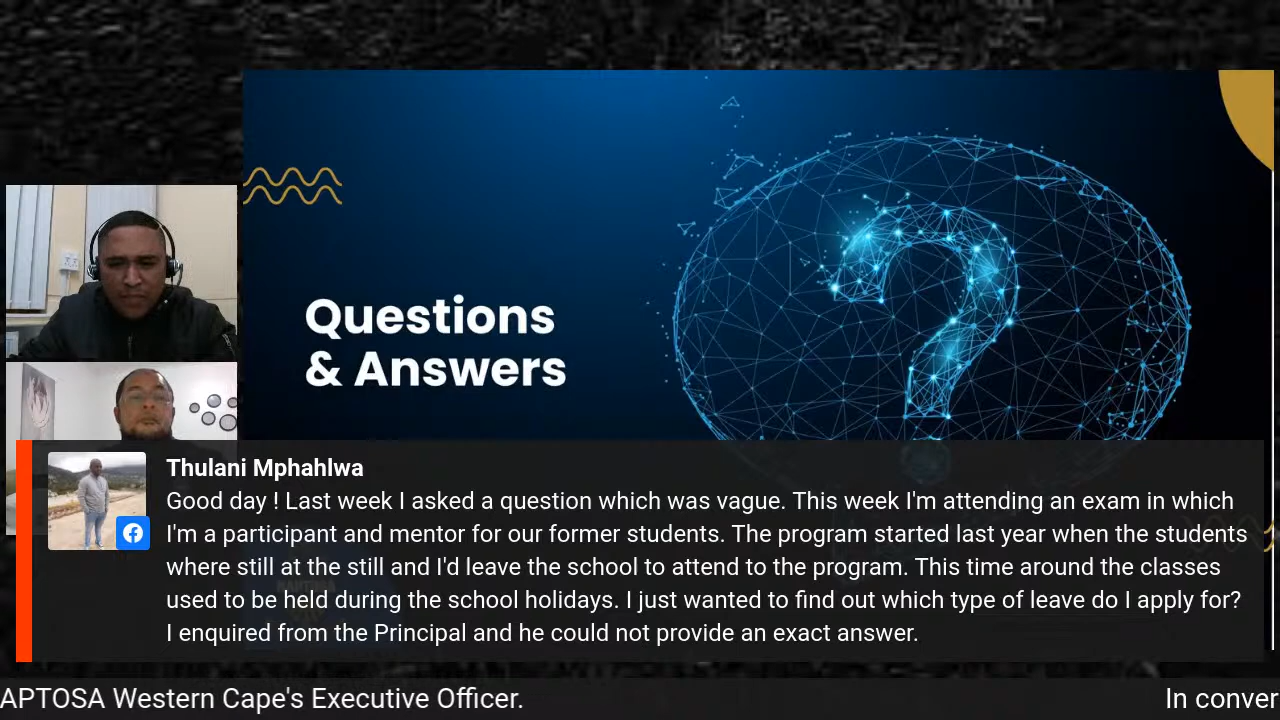 Questions
& Answers
Thulani Mphahlwa
Good day ! Last week I asked a question which was vague. This week I'm attending an exam in which
I'm a participant and mentor for our former students. The program started last year when the students
where still at the still and I'd leave the school to attend to the program. This time around the classes
used to be held during the school holidays. I just wanted to find out which type of leave do I apply for?
I enquired from the Principal and he could not provide an exact answer.
APTOSA Western Cape's Executive Officer.
In conver